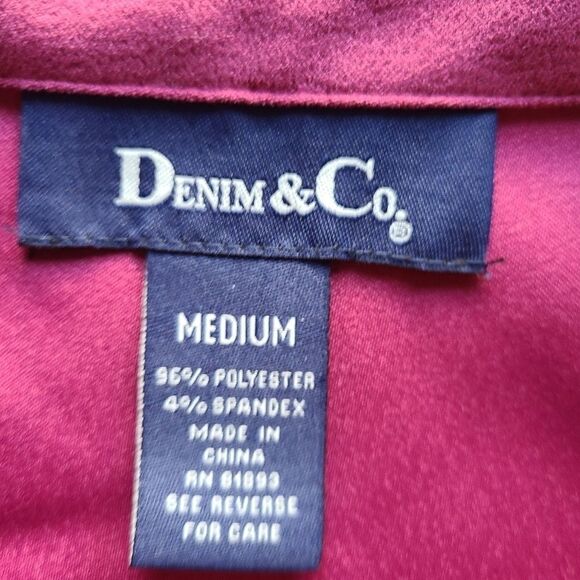 DENIM & CO.®
MEDIUM
96% POLYESTER
4% SPANDEX
MADE IN
CHINA
RN 81893
SEE REVERSE
FOR CARE